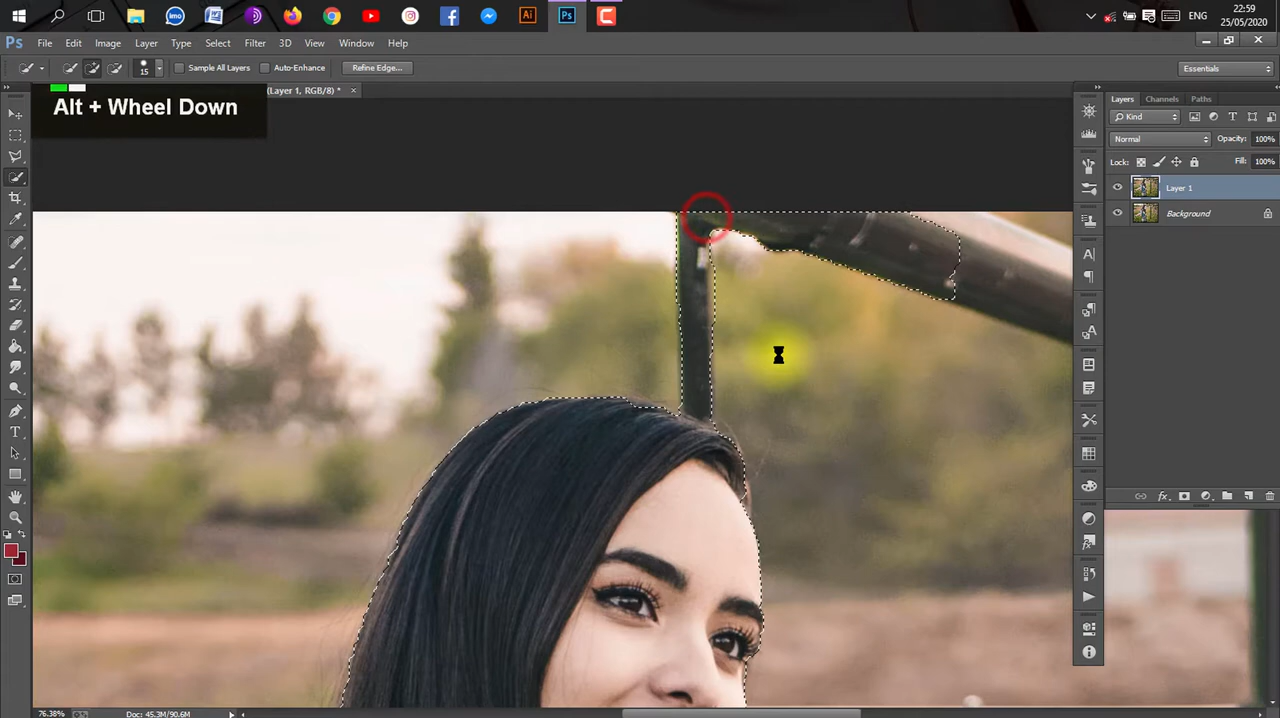 22:59
ENG
25/05/2020
Ps
File Edit Image Layer Type Select Filter 3D View Window Help
15
Sample All Layers
Auto-Enhance
Refine Edge...
Essentials
(Layer 1, RGB/8) *
Alt + Wheel Down
Layers Channels Paths
Kind
Normal
Opacity: 100%
Lock:
Fill: 100%
Layer 1
Background
76.38%
Doc: 45.3M/90.6M